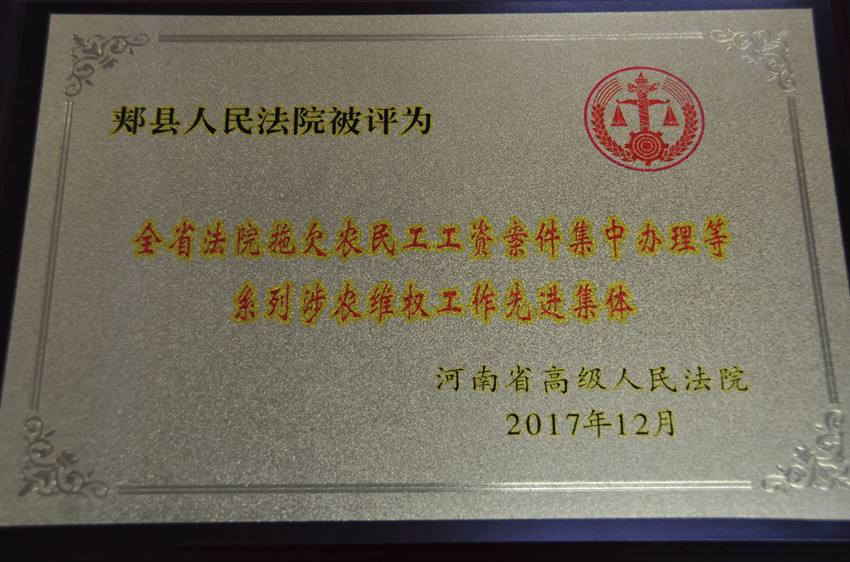 郏县人民法院被评为
全省法院拖欠农民工工资案件集中办理等
系列涉农维权工作先进集体
河南省高级人民法院
2017年12月